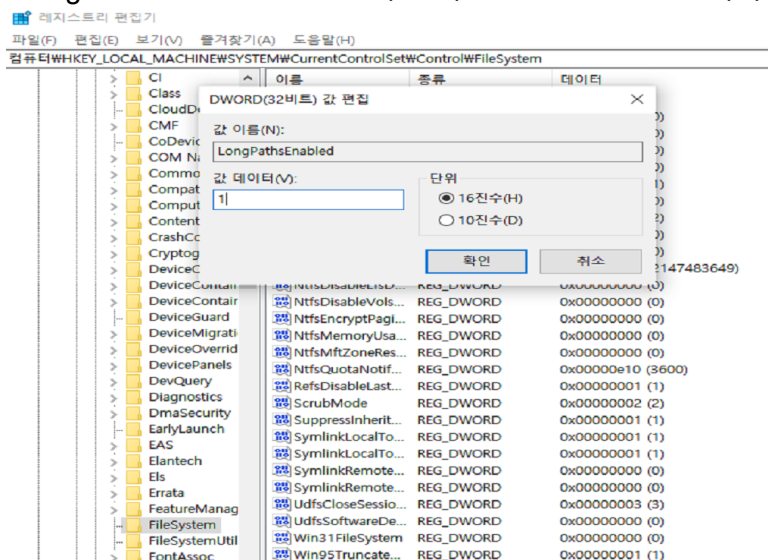 레지스트리 편집기
파일(F) 편집(E) 보기(V) 즐겨찾기(A) 도움말(H)
컴퓨터₩HKEY_LOCAL_MACHINE₩SYSTEM₩CurrentControlSet₩Control₩FileSystem
CI
Class
CMF
이름 종류 데이터
DWORD(32비트) 값 편집
값 이름(N):
LongPathsEnabled
값 데이터(V):
1
단위
16진수(H)
10진수(D)
확인 취소
2147483649)
DeviceContair
DeviceGuard NtfsDisableVols... REG_DWORD 0x00000000 (0)
DeviceMigrati NtfsEncryptPagi... REG_DWORD 0x00000000 (0)
DeviceOverrid NtfsMemoryUsa... REG_DWORD 0x00000000 (0)
DevicePanels NtfsMftZoneRes... REG_DWORD 0x00000000 (0)
DevQuery NtfsQuotaNotif... REG_DWORD 0x00000e10 (3600)
Diagnostics RefsDisableLast... REG_DWORD 0x00000001 (1)
DmaSecurity ScrubMode REG_DWORD 0x00000002 (2)
EarlyLaunch SuppressInherit... REG_DWORD 0x00000001 (1)
EAS SymlinkLocalTo... REG_DWORD 0x00000001 (1)
Elantech SymlinkLocalTo... REG_DWORD 0x00000001 (1)
Els SymlinkRemote... REG_DWORD 0x00000000 (0)
Errata SymlinkRemote... REG_DWORD 0x00000000 (0)
FeatureManag UdfsCloseSessio... REG_DWORD 0x00000003 (3)
FileSystem UdfsSoftwareDe... REG_DWORD 0x00000000 (0)
FileSystemUtil Win31FileSystem REG_DWORD 0x00000000 (0)
FontAssoc Win95Truncate... REG_DWORD 0x00000001 (1)